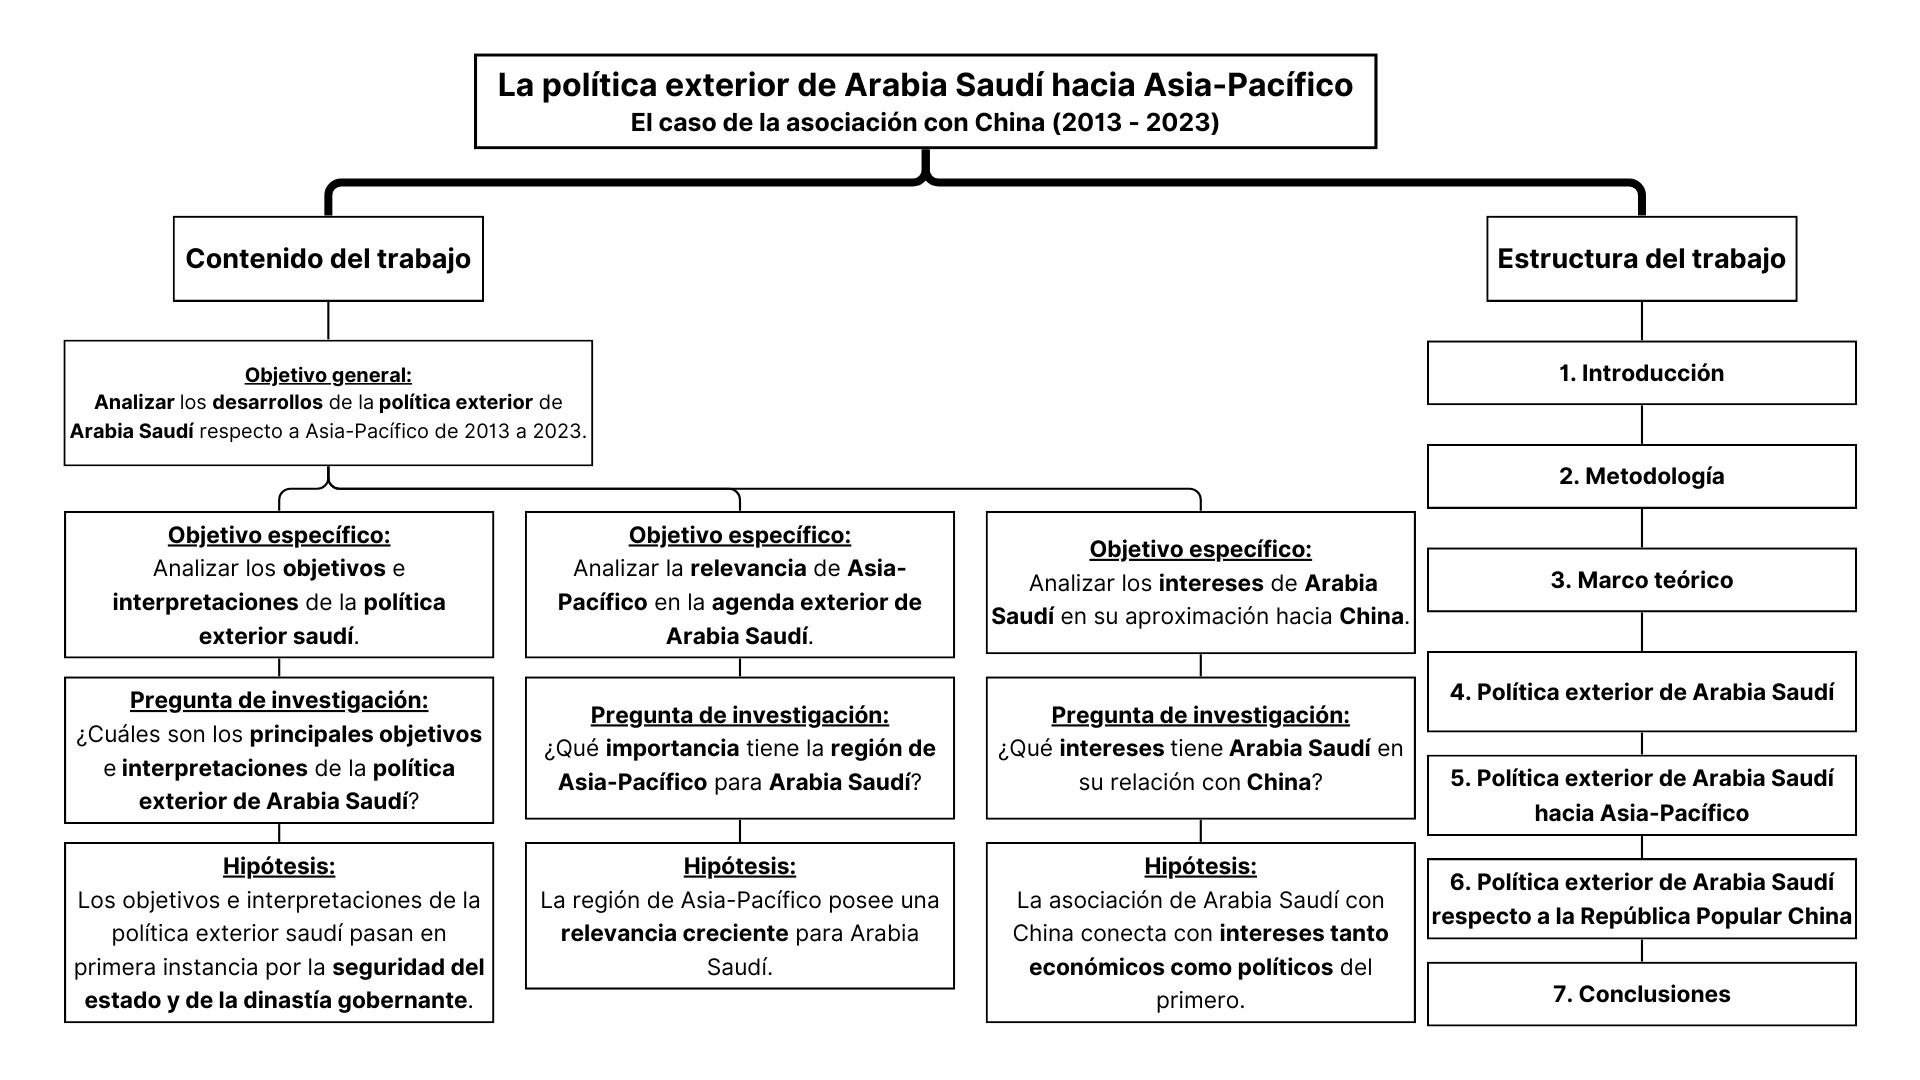 La política exterior de Arabia Saudí hacia Asia-Pacífico
El caso de la asociación con China (2013 - 2023)
Contenido del trabajo
Objetivo general:
Analizar los desarrollos de la política exterior de
Arabia Saudí respecto a Asia-Pacífico de 2013 a 2023.
Objetivo específico:
Analizar los objetivos e
interpretaciones de la política
exterior saudí.
Pregunta de investigación:
¿Cuáles son los principales objetivos
e interpretaciones de la política
exterior de Arabia Saudí?
Hipótesis:
Los objetivos e interpretaciones de la
política exterior saudí pasan en
primera instancia por la seguridad del
estado y de la dinastía gobernante.
Objetivo específico:
Analizar la relevancia de Asia-
Pacífico en la agenda exterior de
Arabia Saudí.
Pregunta de investigación:
¿Qué importancia tiene la región de
Asia-Pacífico para Arabia Saudí?
Hipótesis:
La región de Asia-Pacífico posee una
relevancia creciente para Arabia
Saudí.
Objetivo específico:
Analizar los intereses de Arabia
Saudí en su aproximación hacia China.
Pregunta de investigación:
¿Qué intereses tiene Arabia Saudí en
su relación con China?
Hipótesis:
La asociación de Arabia Saudí con
China conecta con intereses tanto
económicos como políticos del
primero.
Estructura del trabajo
1. Introducción
2. Metodología
3. Marco teórico
4. Política exterior de Arabia Saudí
5. Política exterior de Arabia Saudí
hacia Asia-Pacífico
6. Política exterior de Arabia Saudí
respecto a la República Popular China
7. Conclusiones